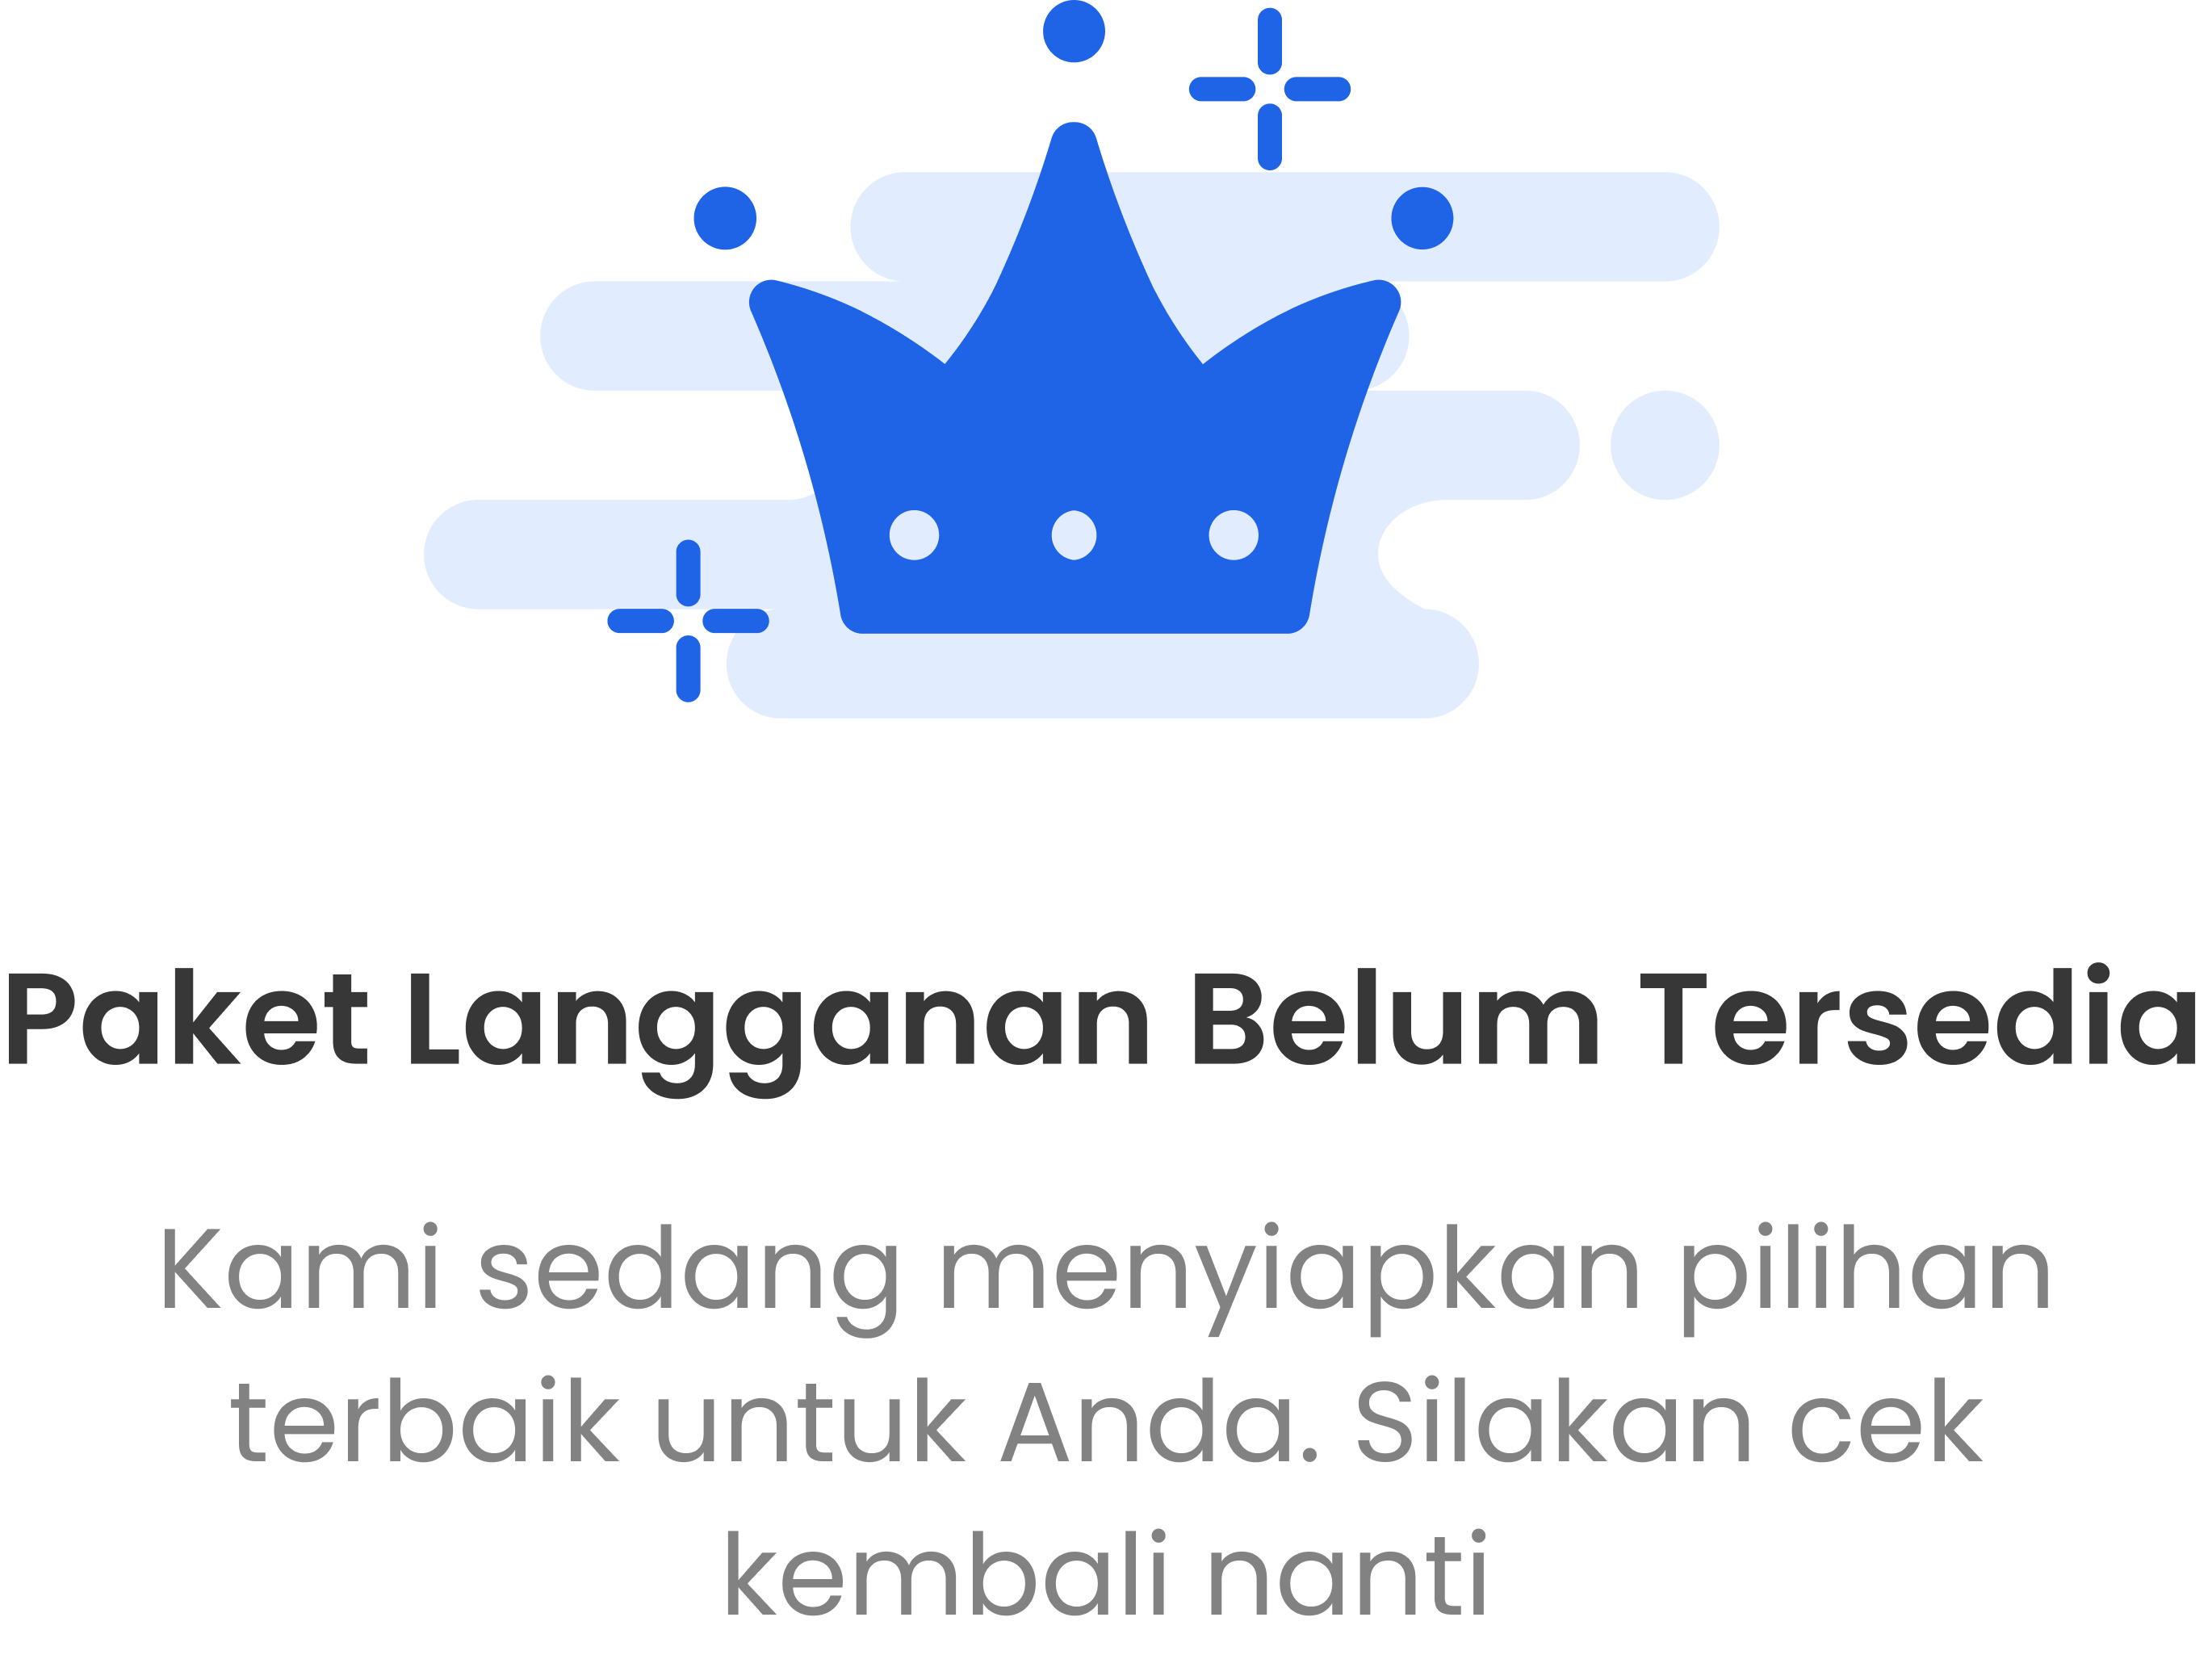 Paket Langganan Belum Tersedia
Kami sedang menyiapkan pilihan
terbaik untuk Anda. Silakan cek
kembali nanti